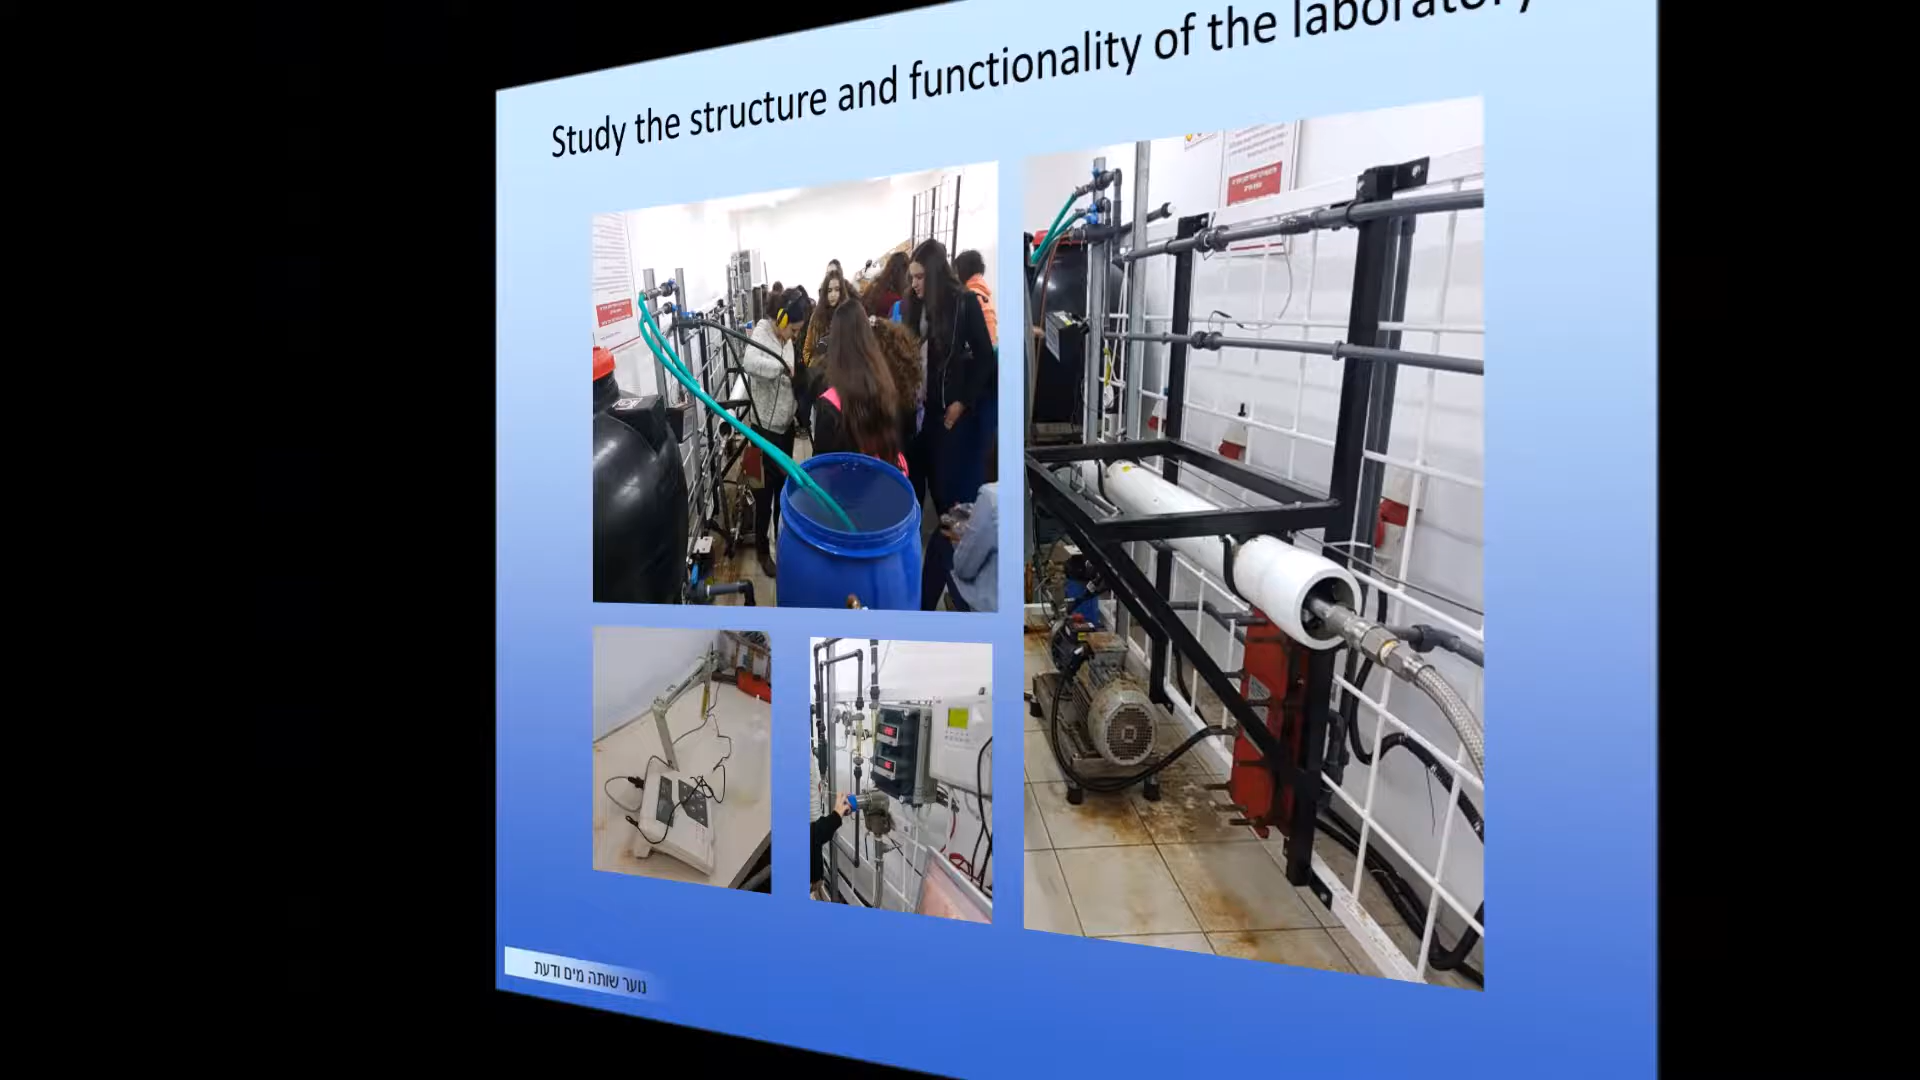 Study the structure and functionality of the laboratory
נוער שותה מים ודעת